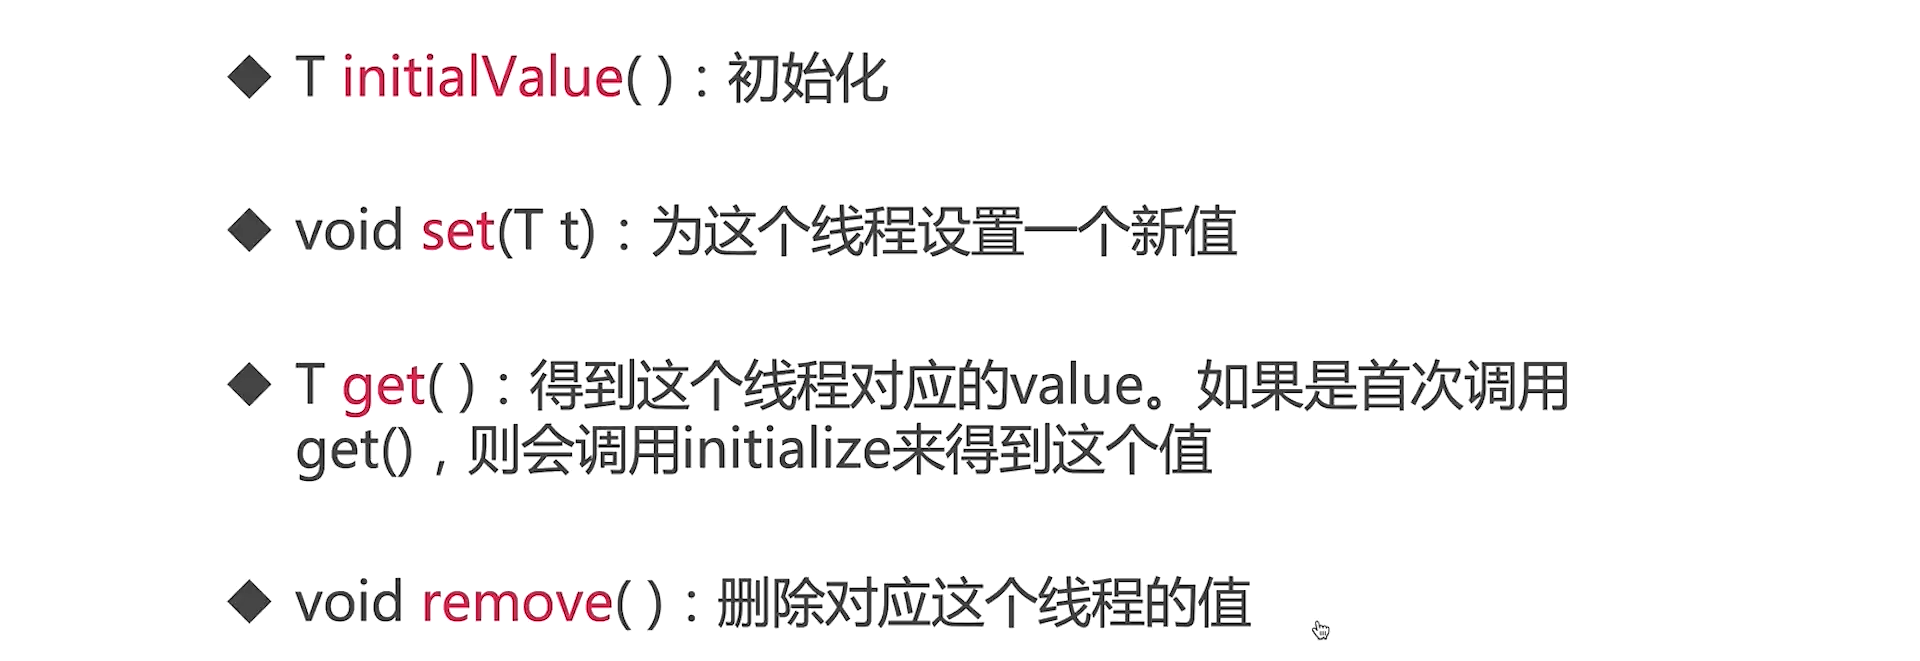 ◆ T initialValue( ):初始化
◆ void set(T t):为这个线程设置一个新值
◆ T get( ):得到这个线程对应的value。如果是首次调用
get(),则会调用initialize来得到这个值
◆ void remove( ):删除对应这个线程的值